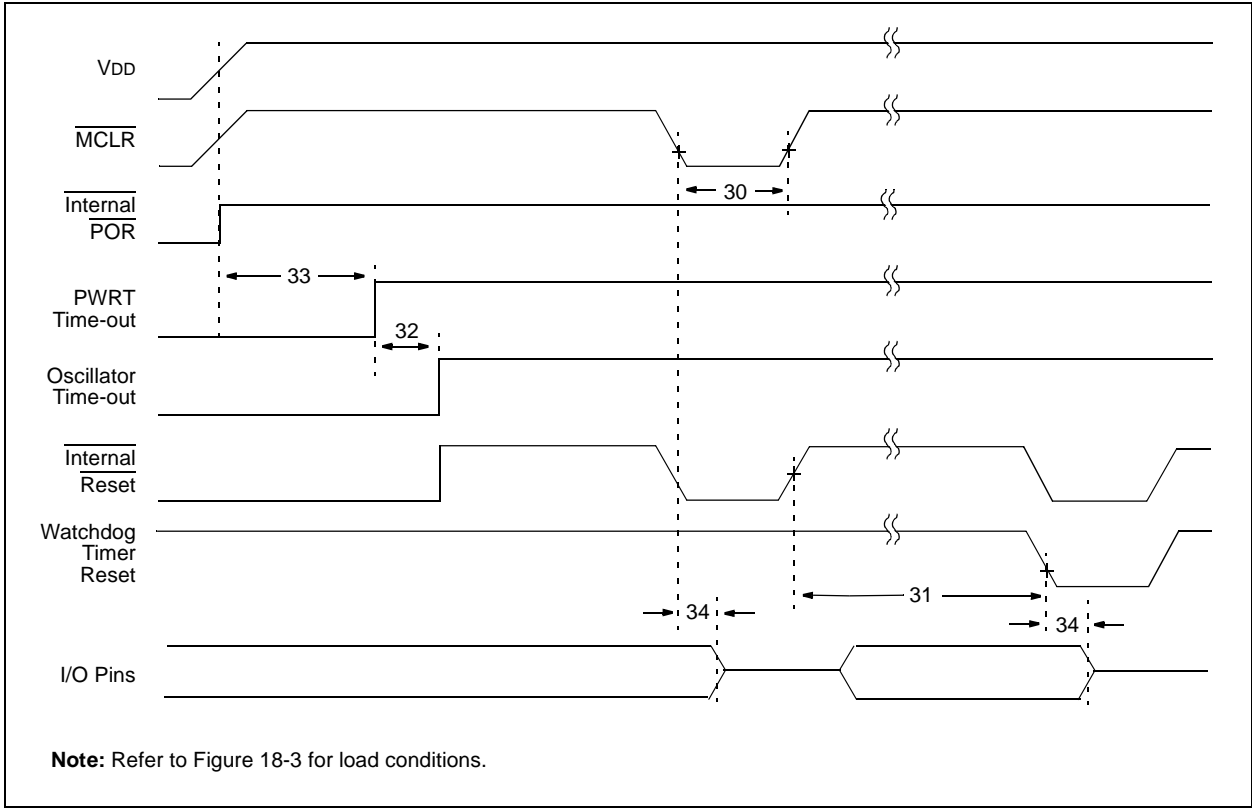 VDD
MCLR
30
Internal
POR
33
PWRT
Time-out
32
Oscillator
Time-out
Internal
Reset
Watchdog
Timer
Reset
31
34
34
I/O Pins
Note: Refer to Figure 18-3 for load conditions.